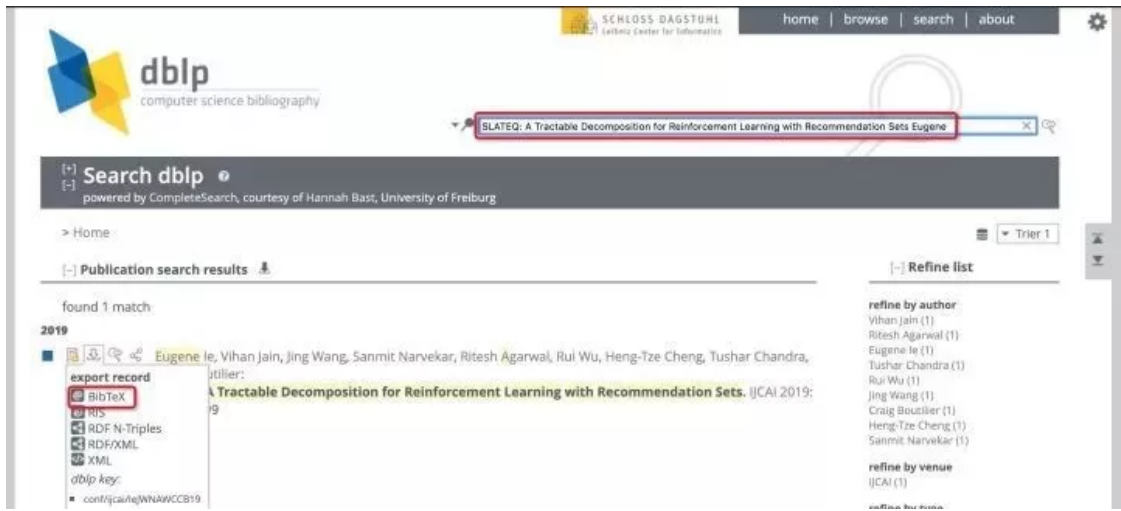 SCHLOSS DAGSTUHL
Leibniz Center for Informatics
home | browse | search | about
dblp
computer science bibliography
SLATEQ: A Tractable Decomposition for Reinforcement Learning with Recommendation Sets Eugene
[+]
[-] Search dblp
powered by CompleteSearch, courtesy of Hannah Bast, University of Freiburg
> Home
Trier 1
[-] Publication search results
[-] Refine list
found 1 match
2019
Eugene Ie, Vihan Jain, Jing Wang, Sanmit Narvekar, Ritesh Agarwal, Rui Wu, Heng-Tze Cheng, Tushar Chandra,
utilier:
A Tractable Decomposition for Reinforcement Learning with Recommendation Sets. IJCAI 2019:
9
export record
BibTeX
RIS
RDF N-Triples
RDF/XML
XML
dblp key:
conf/ijcai/IeJWNAWCCB19
refine by author
Vihan Jain (1)
Ritesh Agarwal (1)
Eugene Ie (1)
Tushar Chandra (1)
Rui Wu (1)
Jing Wang (1)
Craig Boutilier (1)
Heng-Tze Cheng (1)
Sanmit Narvekar (1)
refine by venue
IJCAI (1)
refine by type